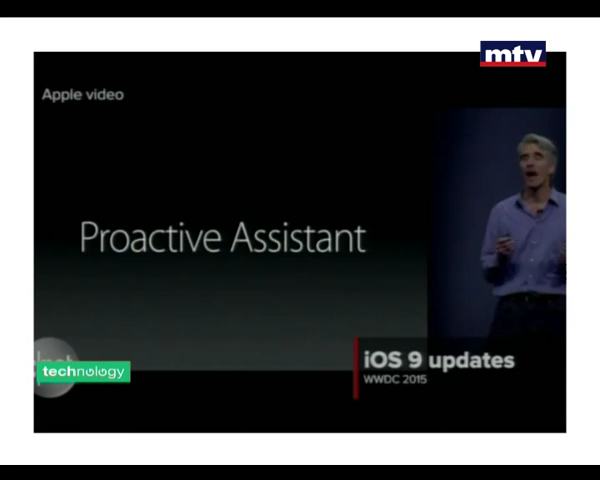 mtv
Apple video
Proactive Assistant
technology
iOS 9 updates
WWDC 2015